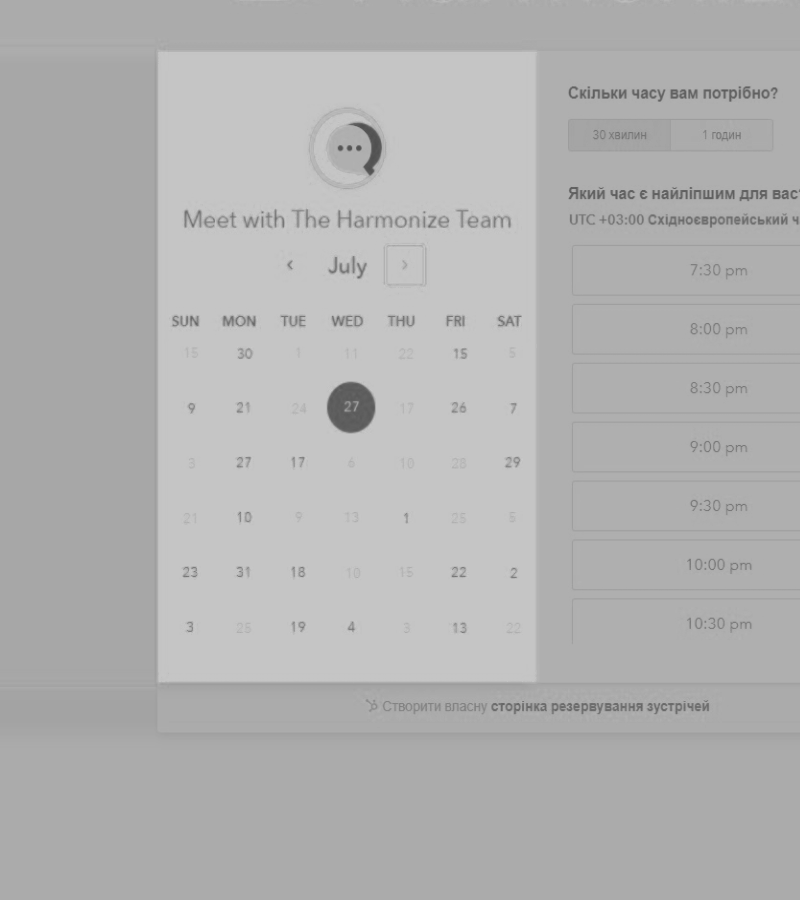 Meet with The Harmonize Team
July
SUN MON TUE WED THU FRI SAT
15 30 1 11 22 15 5
9 21 24 27 17 26 7
3 27 17 6 10 28 29
21 10 9 13 1 25 5
23 31 18 10 15 22 2
3 25 19 4 3 13 22
Скільки часу вам потрібно?
30 хвилин 1 годин
Який час є найліпшим для вас
UTC +03:00 Східноєвропейський
7:30 pm
8:00 pm
8:30 pm
9:00 pm
9:30 pm
10:00 pm
10:30 pm
Створити власну сторінка резервування зустрічей